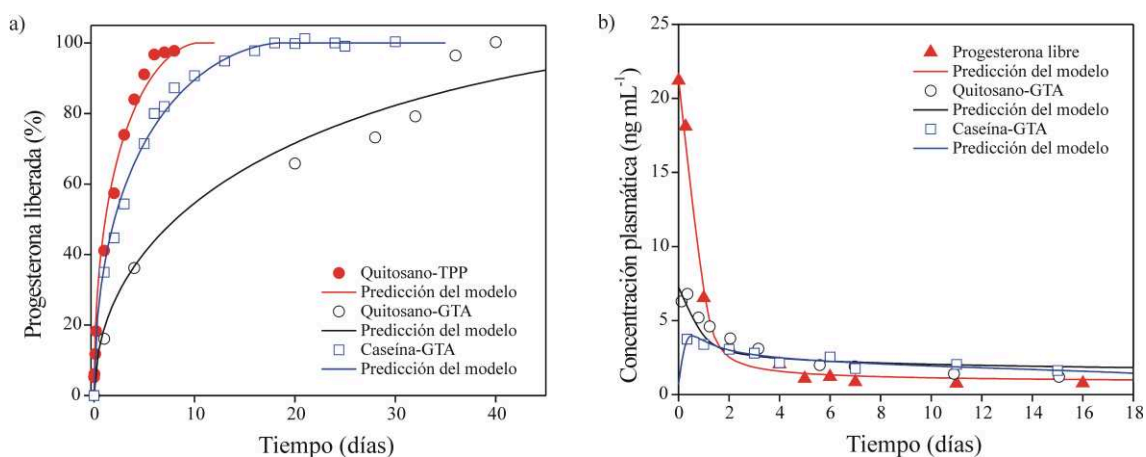 a)
100
80
60
40
20
0
Progesterona liberada (%)
Quitosano-TPP
Predicción del modelo
Quitosano-GTA
Predicción del modelo
Caseína-GTA
Predicción del modelo
0 10 20 30 40
Tiempo (días)
b)
25
20
15
10
5
0
Concentración plasmática (ng mL⁻¹)
Progesterona libre
Predicción del modelo
Quitosano-GTA
Predicción del modelo
Caseína-GTA
Predicción del modelo
0 2 4 6 8 10 12 14 16 18
Tiempo (días)